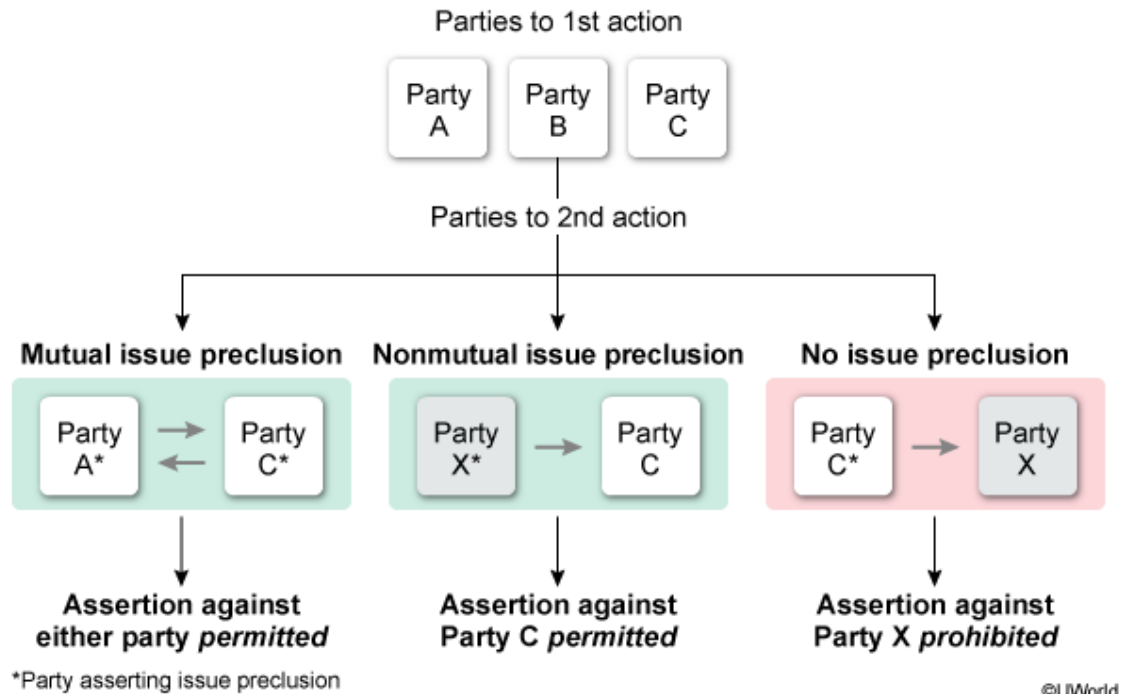 Parties to 1st action
Party A
Party B
Party C
Parties to 2nd action
Mutual issue preclusion
Party A*
Party C*
Assertion against
either party permitted
Nonmutual issue preclusion
Party X*
Party C
Assertion against
Party C permitted
No issue preclusion
Party C*
Party X
Assertion against
Party X prohibited
*Party asserting issue preclusion
©UWorld